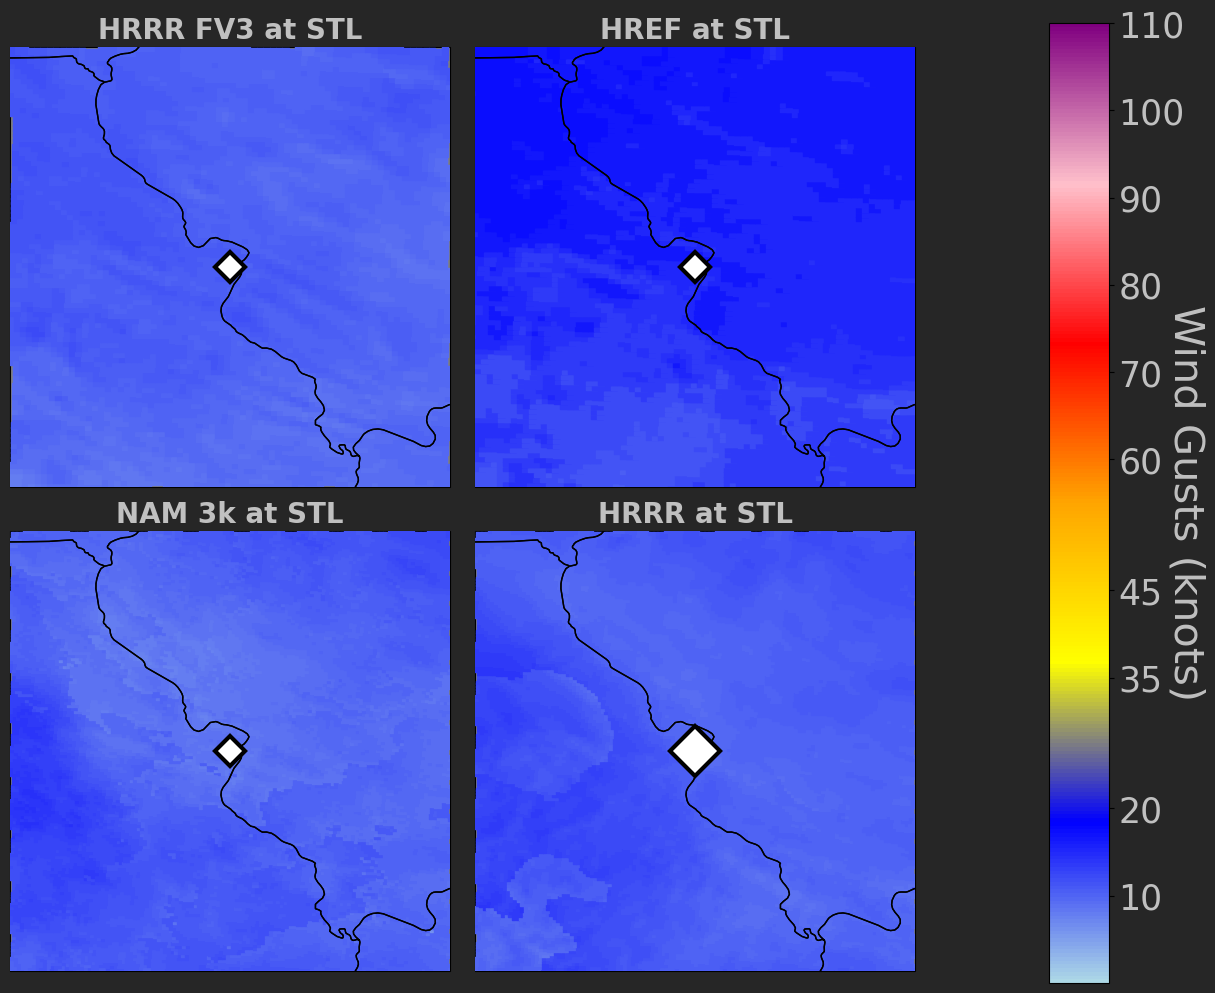 HRRR FV3 at STL
HREF at STL
NAM 3k at STL
HRRR at STL
110
100
90
80
70
60
45
35
20
10
Wind Gusts (knots)